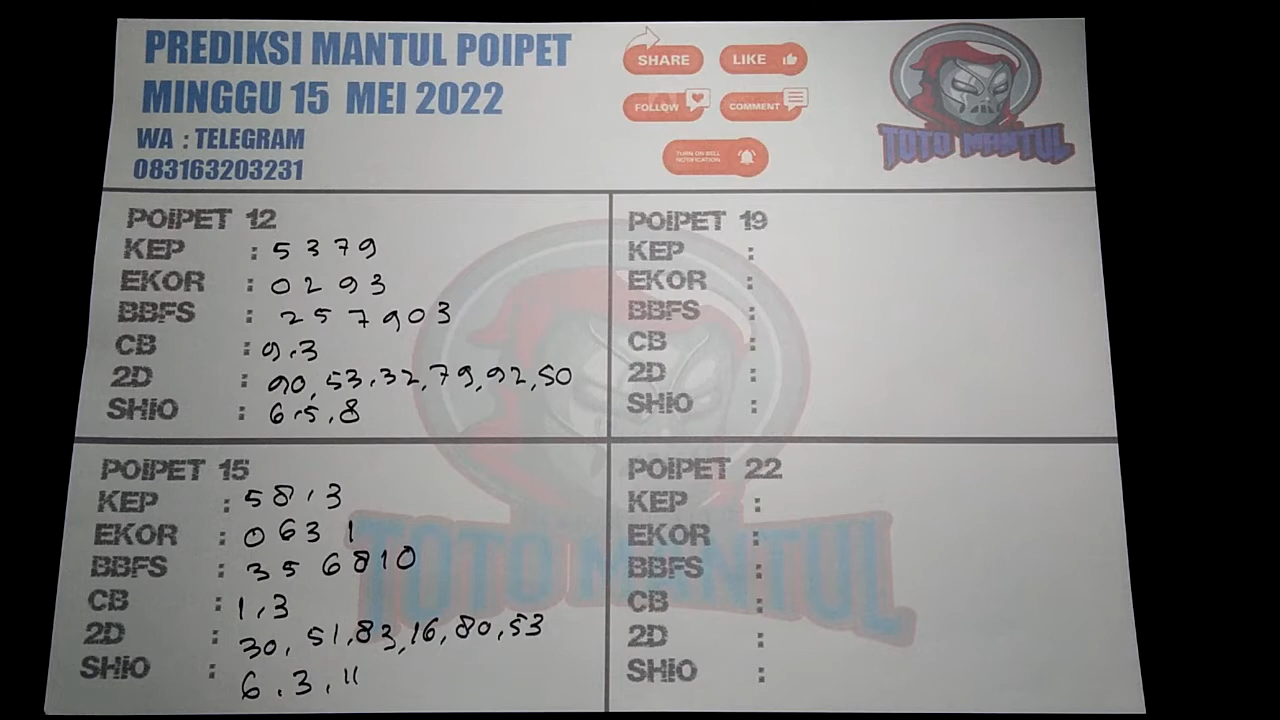 PREDIKSI MANTUL POIPET
MINGGU 15 MEI 2022
WA : TELEGRAM
083163203231
SHARE
LIKE
FOLLOW
COMMENT
TURN ON BELL
NOTIFICATION
TOTO MANTUL
POIPET 12
KEP : 5 3 7 9
EKOR : 0 2 9 3
BBFS : 2 5 7 9 0 3
CB : 9.3
2D : 90, 53.32, 79, 92, 50
SHIO : 6.5.8
POIPET 19
KEP :
EKOR :
BBFS :
CB :
2D :
SHIO :
POIPET 15
KEP : 5 8 1 3
EKOR : 0 6 3 1
BBFS : 3 5 6 8 1 0
CB : 1.3
2D : 30, 51, 83, 16, 80, 53
SHIO : 6.3.11
POIPET 22
KEP :
EKOR :
BBFS :
CB :
2D :
SHIO :
TOTO MANTUL